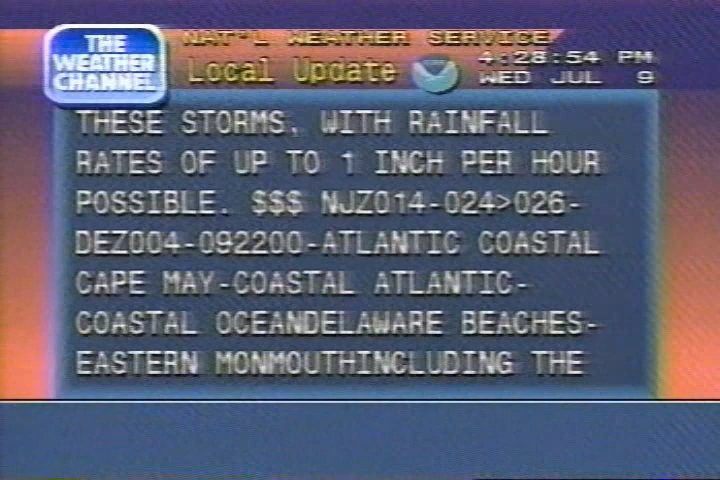 THE
WEATHER
CHANNEL
NAT'L WEATHER SERVICE
Local Update
4:28:54 PM
WED JUL 9
THESE STORMS, WITH RAINFALL
RATES OF UP TO 1 INCH PER HOUR
POSSIBLE. $$$ NJZ014-024>026-
DEZ004-092200-ATLANTIC COASTAL
CAPE MAY-COASTAL ATLANTIC-
COASTAL OCEANDELAWARE BEACHES-
EASTERN MONMOUTHINCLUDING THE